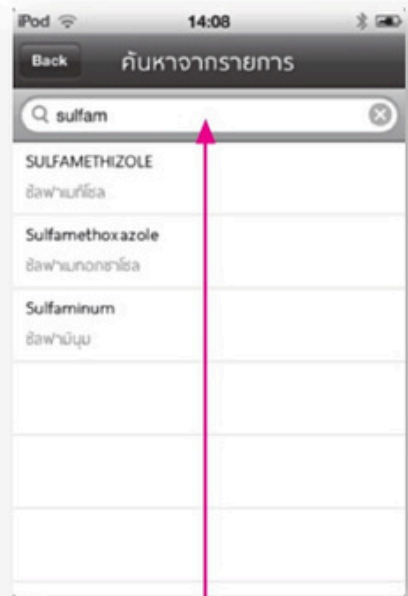 iPod 14:08
Back ค้นหาจากรายการ
sulfam
SULFAMETHIZOLE
ซัลฟาเมทิโซล
Sulfamethoxazole
ซัลฟาเมทอกซาโซล
Sulfaminum
ซัลฟามินุม